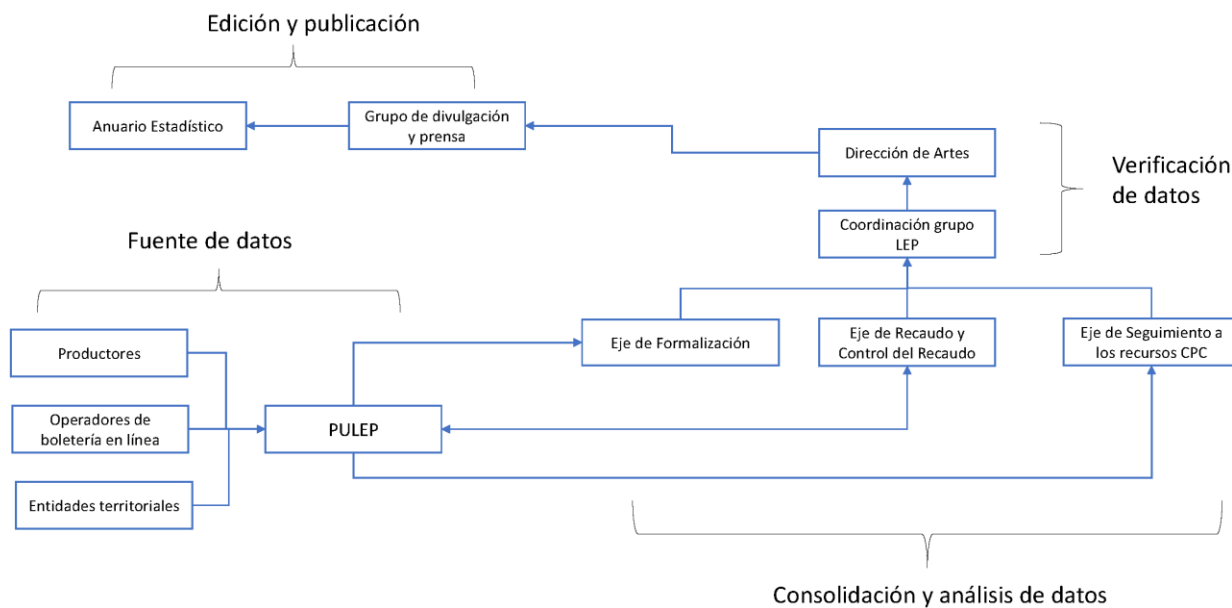 Edición y publicación
Anuario Estadístico
Grupo de divulgación
y prensa
Dirección de Artes
Verificación
de datos
Coordinación grupo
LEP
Fuente de datos
Productores
Operadores de
boletería en línea
Entidades territoriales
PULEP
Eje de Formalización
Eje de Recaudo y
Control del Recaudo
Eje de Seguimiento a
los recursos CPC
Consolidación y análisis de datos